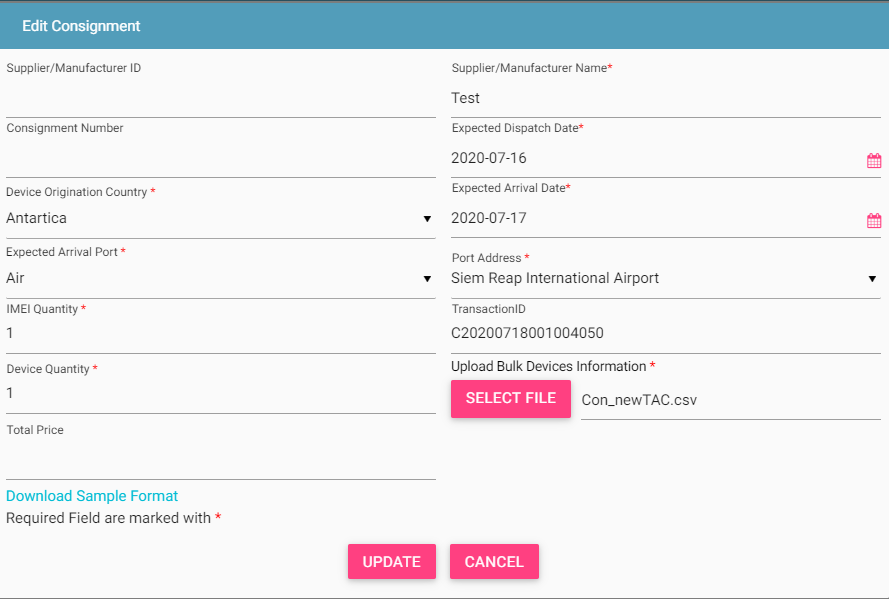 Edit Consignment
Supplier/Manufacturer ID
Supplier/Manufacturer Name*
Test
Consignment Number
Expected Dispatch Date*
2020-07-16
Device Origination Country *
Antartica
Expected Arrival Date*
2020-07-17
Expected Arrival Port *
Air
Port Address *
Siem Reap International Airport
IMEI Quantity *
1
TransactionID
C20200718001004050
Device Quantity *
1
Upload Bulk Devices Information *
SELECT FILE
Con_newTAC.csv
Total Price
Download Sample Format
Required Field are marked with *
UPDATE
CANCEL